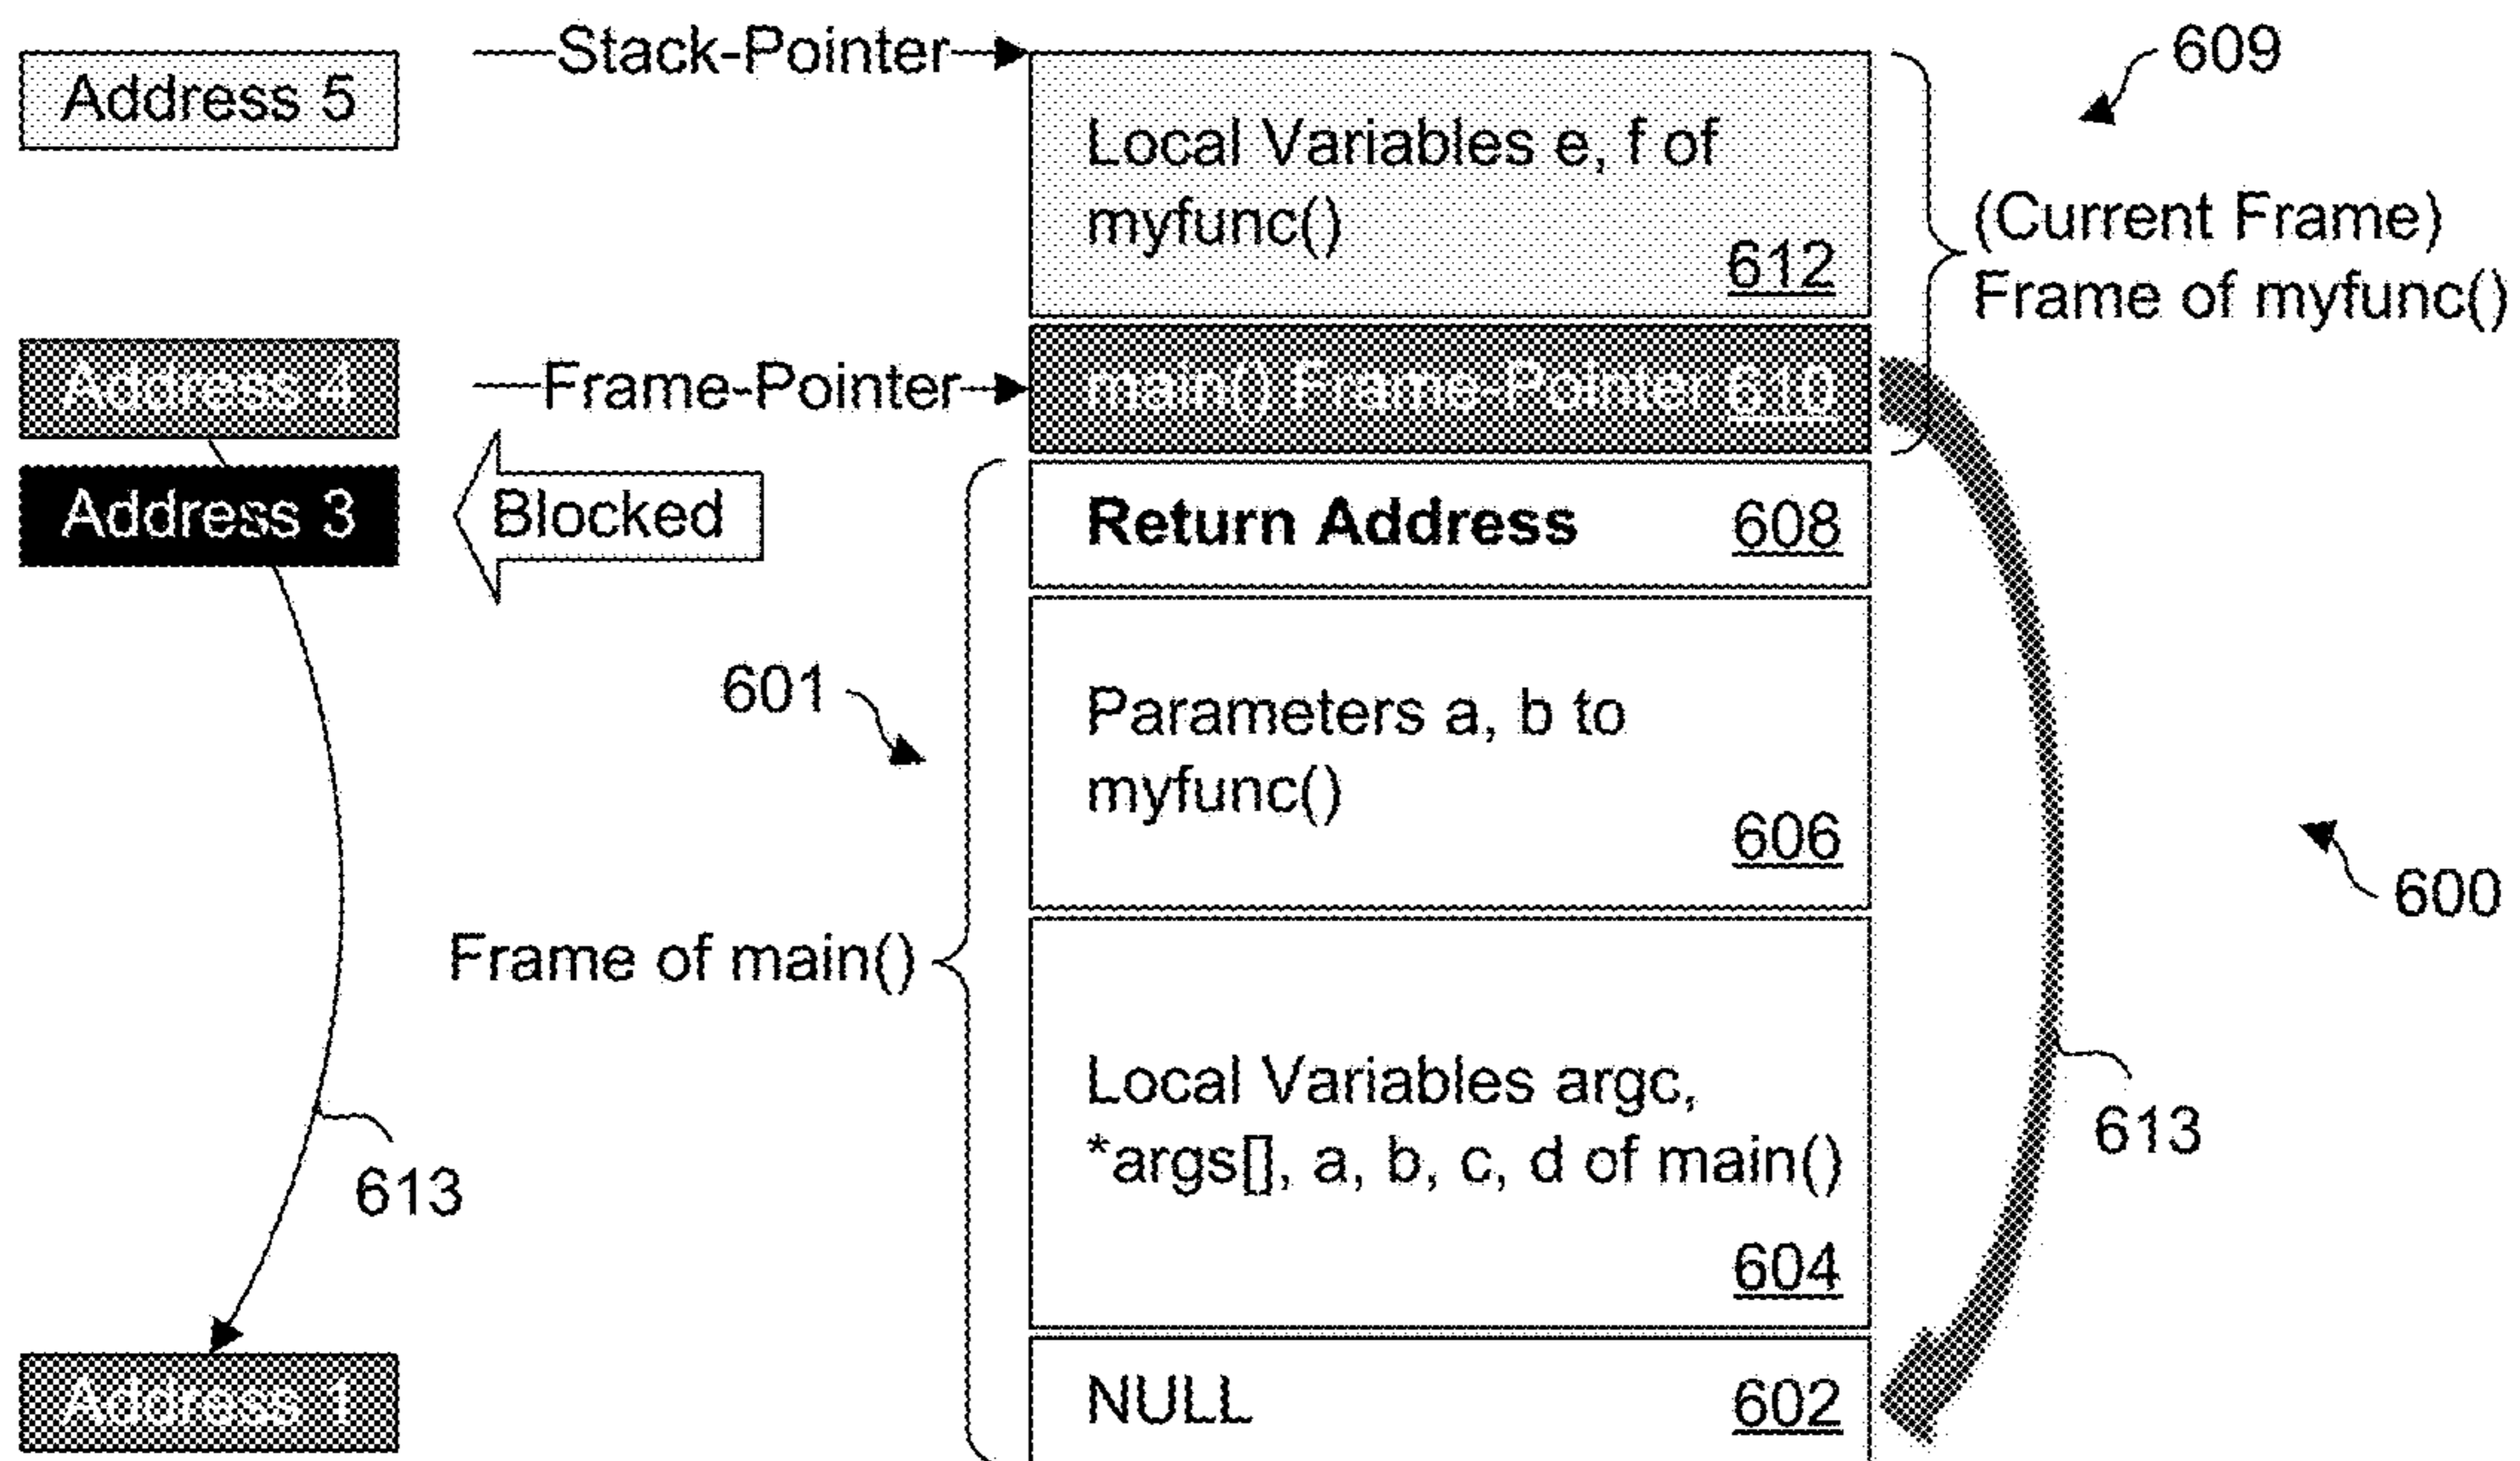 Stack-Pointer
609
Address 5
Local Variables e, f of
myfunc()
612
(Current Frame)
Frame of myfunc()
Address 4
Frame-Pointer
main() Frame-Pointer 610
Address 3
Blocked
Return Address 608
601
Parameters a, b to
myfunc()
606
600
Frame of main()
Local Variables argc,
*args[], a, b, c, d of main()
604
613
613
Address 1
NULL 602